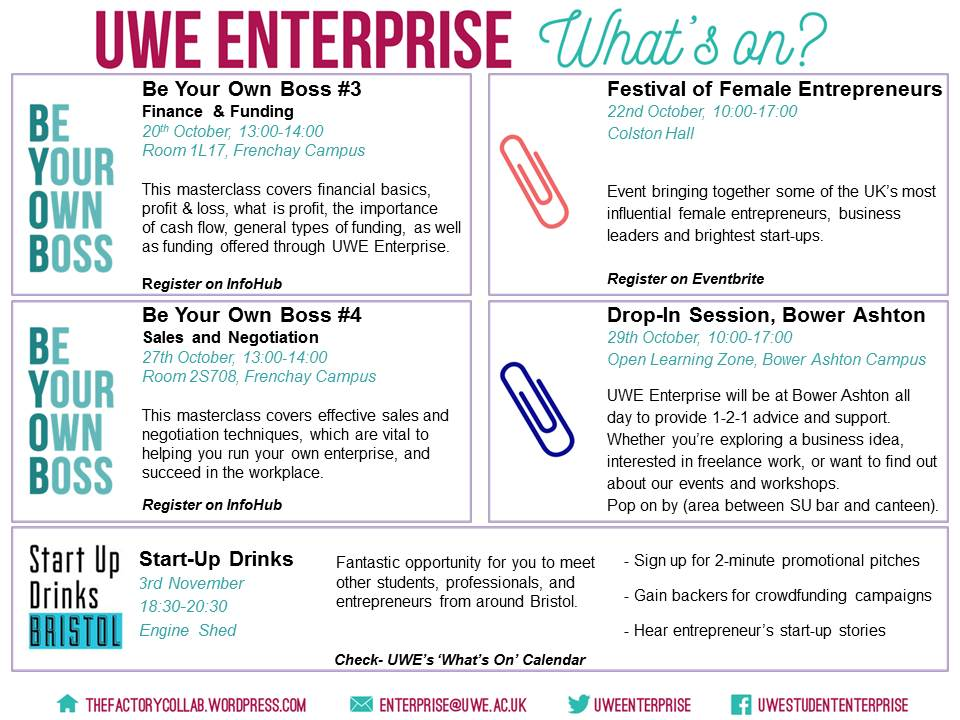 UWE ENTERPRISE What's on?
BE
YOUR
OWN
BOSS
Be Your Own Boss #3
Finance & Funding
20th October, 13:00-14:00
Room 1L17, Frenchay Campus
This masterclass covers financial basics,
profit & loss, what is profit, the importance
of cash flow, general types of funding, as well
as funding offered through UWE Enterprise.
Register on InfoHub
Festival of Female Entrepreneurs
22nd October, 10:00-17:00
Colston Hall
Event bringing together some of the UK's most
influential female entrepreneurs, business
leaders and brightest start-ups.
Register on Eventbrite
BE
YOUR
OWN
BOSS
Be Your Own Boss #4
Sales and Negotiation
27th October, 13:00-14:00
Room 2S708, Frenchay Campus
This masterclass covers effective sales and
negotiation techniques, which are vital to
helping you run your own enterprise, and
succeed in the workplace.
Register on InfoHub
Drop-In Session, Bower Ashton
29th October, 10:00-17:00
Open Learning Zone, Bower Ashton Campus
UWE Enterprise will be at Bower Ashton all
day to provide 1-2-1 advice and support.
Whether you're exploring a business idea,
interested in freelance work, or want to find out
about our events and workshops.
Pop on by (area between SU bar and canteen).
Start Up
Drinks
BRISTOL
Start-Up Drinks
3rd November
18:30-20:30
Engine Shed
Fantastic opportunity for you to meet
other students, professionals, and
entrepreneurs from around Bristol.
Check- UWE's 'What's On' Calendar
- Sign up for 2-minute promotional pitches
- Gain backers for crowdfunding campaigns
- Hear entrepreneur's start-up stories
THEFACTORYCOLLAB.WORDPRESS.COM
ENTERPRISE@UWE.AC.UK
UWEENTERPRISE
UWESTUDENTENTERPRISE